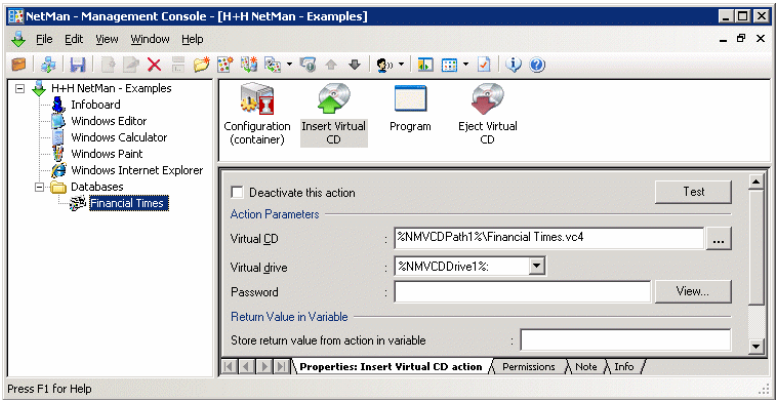 NetMan - Management Console - [H+H NetMan - Examples]
File Edit View Window Help
H+H NetMan - Examples
Infoboard
Windows Editor
Windows Calculator
Windows Paint
Windows Internet Explorer
Databases
Financial Times
Configuration (container)
Insert Virtual CD
Program
Eject Virtual CD
Deactivate this action
Test
Action Parameters
Virtual CD : %NMVCDPath1%\Financial Times.vc4 ...
Virtual drive : %NMVCDDrive1%:
Password : View...
Return Value in Variable
Store return value from action in variable :
Properties: Insert Virtual CD action Permissions Note Info
Press F1 for Help